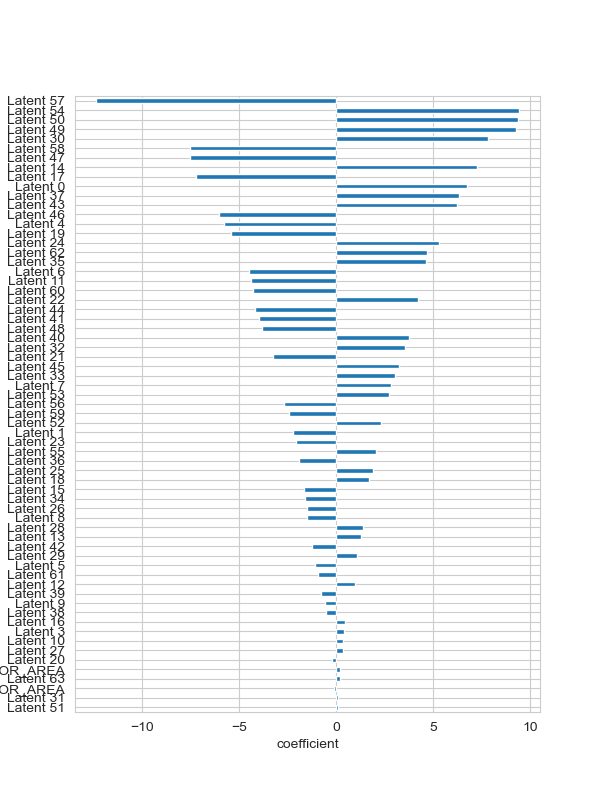 Latent 57
Latent 54
Latent 50
Latent 49
Latent 30
Latent 58
Latent 47
Latent 14
Latent 17
Latent 0
Latent 37
Latent 43
Latent 46
Latent 4
Latent 19
Latent 24
Latent 62
Latent 35
Latent 6
Latent 11
Latent 60
Latent 22
Latent 44
Latent 41
Latent 48
Latent 40
Latent 32
Latent 21
Latent 45
Latent 33
Latent 7
Latent 53
Latent 56
Latent 59
Latent 52
Latent 1
Latent 23
Latent 55
Latent 36
Latent 25
Latent 18
Latent 15
Latent 34
Latent 26
Latent 8
Latent 28
Latent 13
Latent 42
Latent 29
Latent 5
Latent 61
Latent 12
Latent 39
Latent 9
Latent 38
Latent 16
Latent 3
Latent 10
Latent 27
Latent 20
OR_AREA
Latent 63
OR_AREA
Latent 31
Latent 51
−10 −5 0 5 10
coefficient